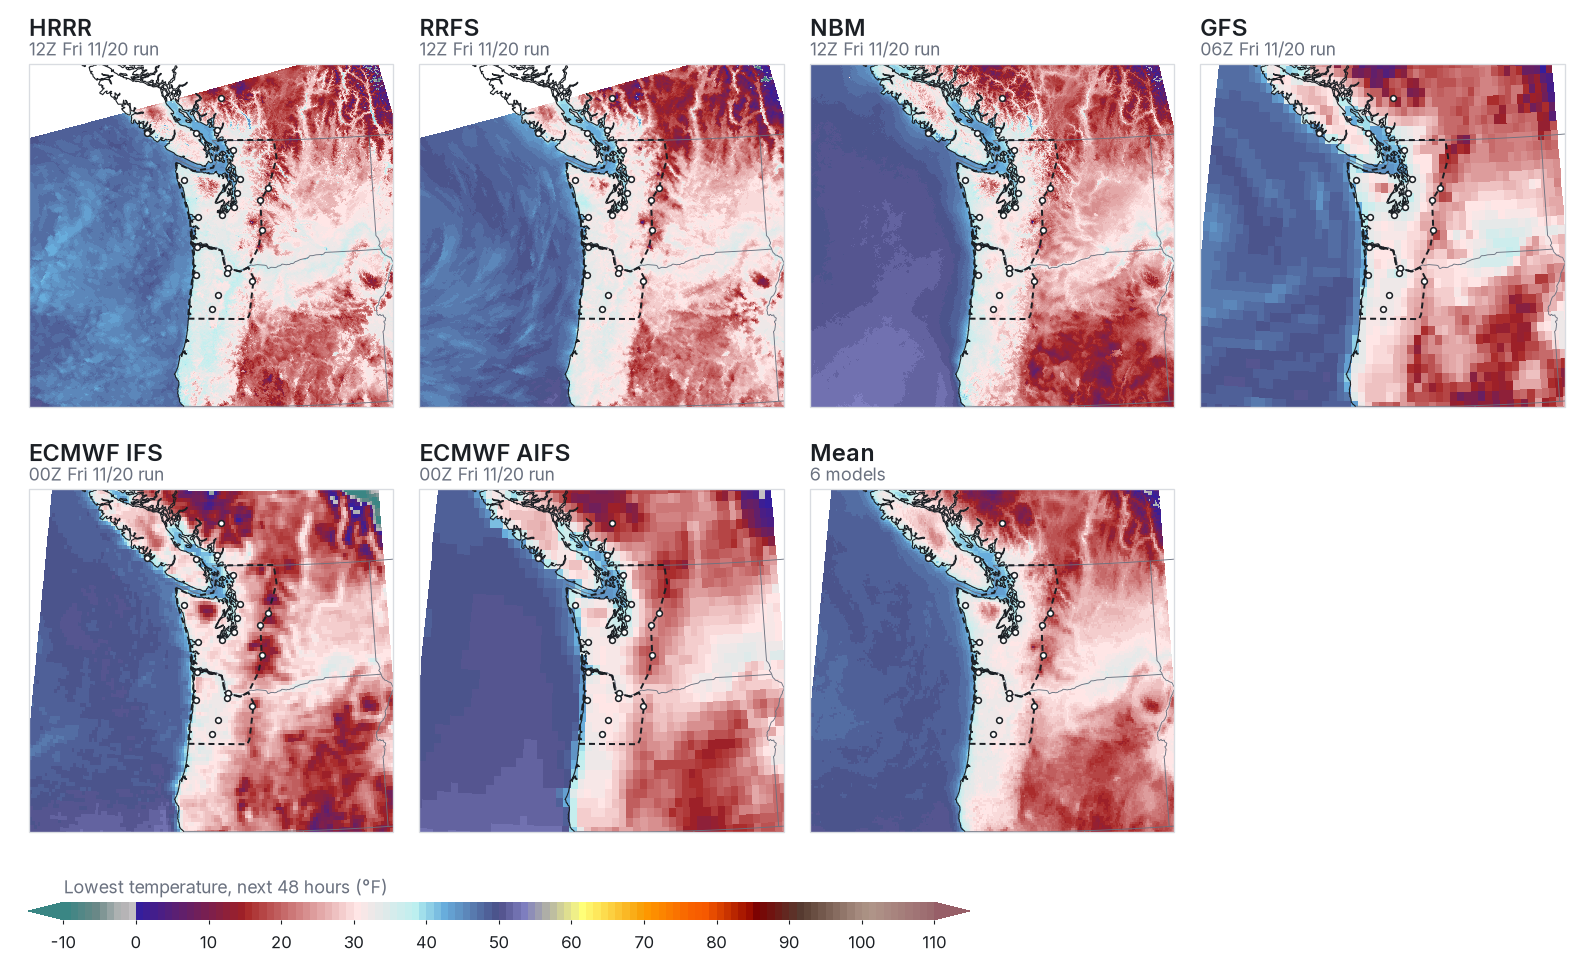 HRRR
12Z Fri 11/20 run
RRFS
12Z Fri 11/20 run
NBM
12Z Fri 11/20 run
GFS
06Z Fri 11/20 run
ECMWF IFS
00Z Fri 11/20 run
ECMWF AIFS
00Z Fri 11/20 run
Mean
6 models
Lowest temperature, next 48 hours (°F)
-10 0 10 20 30 40 50 60 70 80 90 100 110